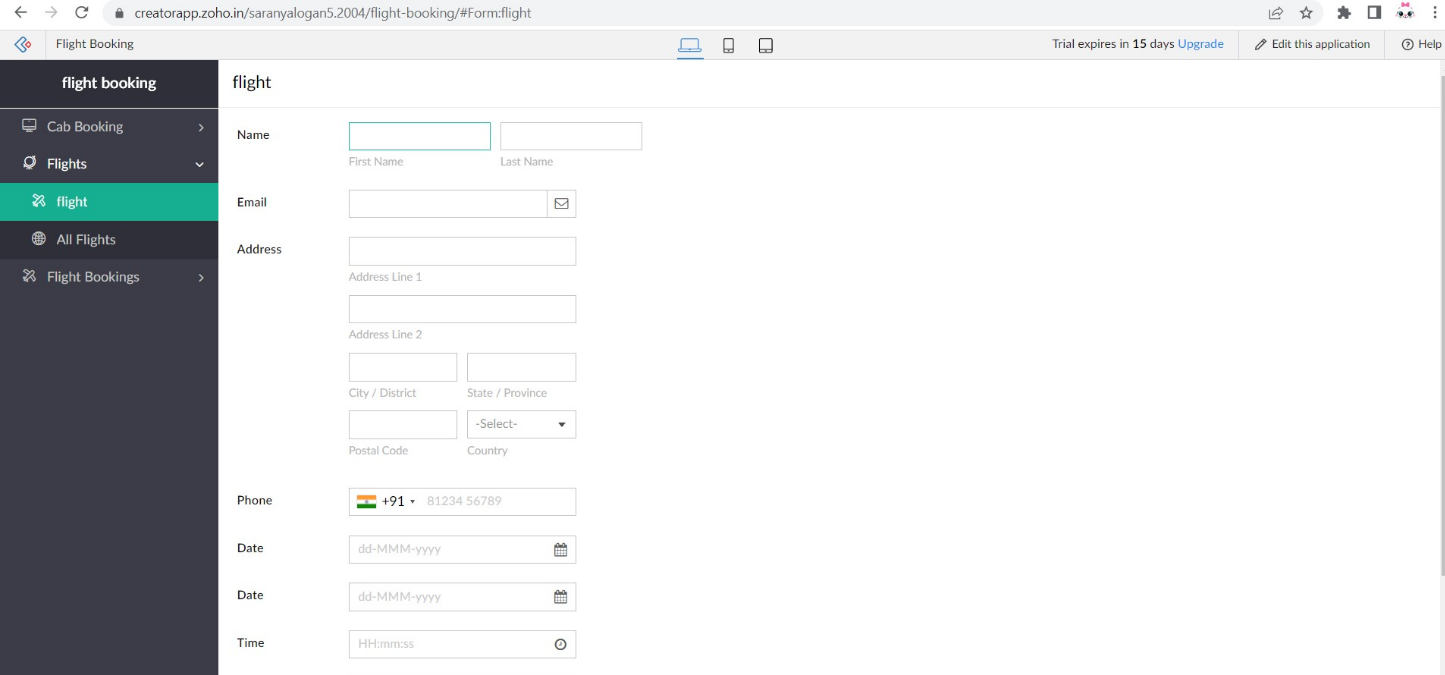 creatorapp.zoho.in/saranyalogan5.2004/flight-booking/#Form:flight
Flight Booking
Trial expires in 15 days Upgrade
Edit this application
Help
flight booking
Cab Booking
Flights
flight
All Flights
Flight Bookings
flight
Name
First Name
Last Name
Email
Address
Address Line 1
Address Line 2
City / District
State / Province
-Select-
Postal Code
Country
Phone
+91
81234 56789
Date
dd-MMM-yyyy
Date
dd-MMM-yyyy
Time
HH:mm:ss